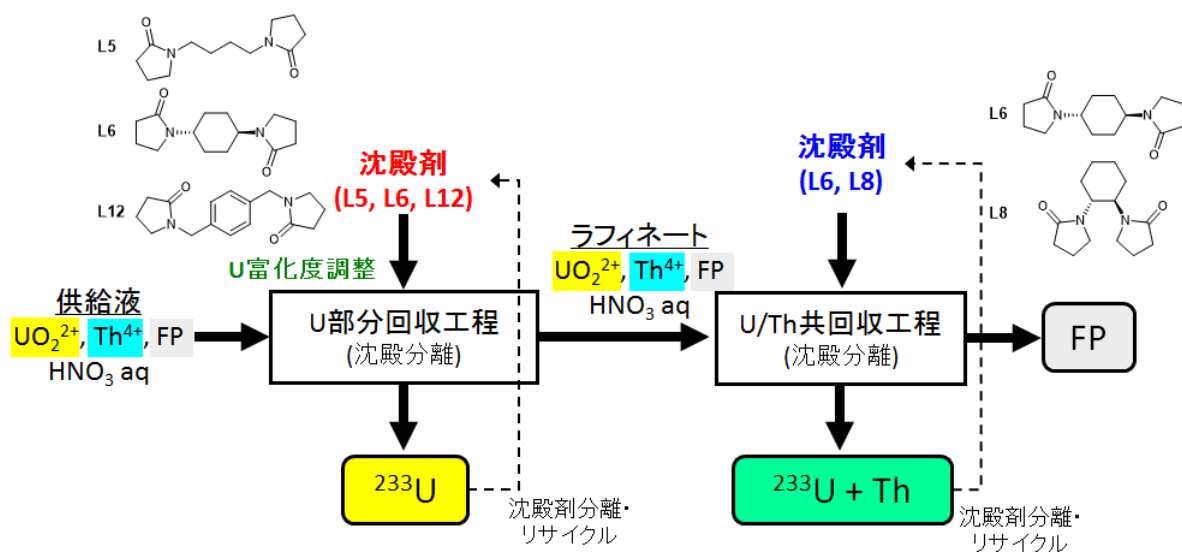 L5
L6
L12
O
N
N
O
O
N
N
O
O
N
N
O
沈殿剤
(L5, L6, L12)
U富化度調整
供給液
UO₂²⁺, Th⁴⁺, FP
HNO₃ aq
U部分回収工程
(沈殿分離)
²³³U
沈殿剤分離・
リサイクル
ラフィネート
UO₂²⁺, Th⁴⁺, FP
HNO₃ aq
沈殿剤
(L6, L8)
L6
O
N
N
O
L8
O
N
N
O
U/Th共回収工程
(沈殿分離)
²³³U + Th
沈殿剤分離・
リサイクル
FP